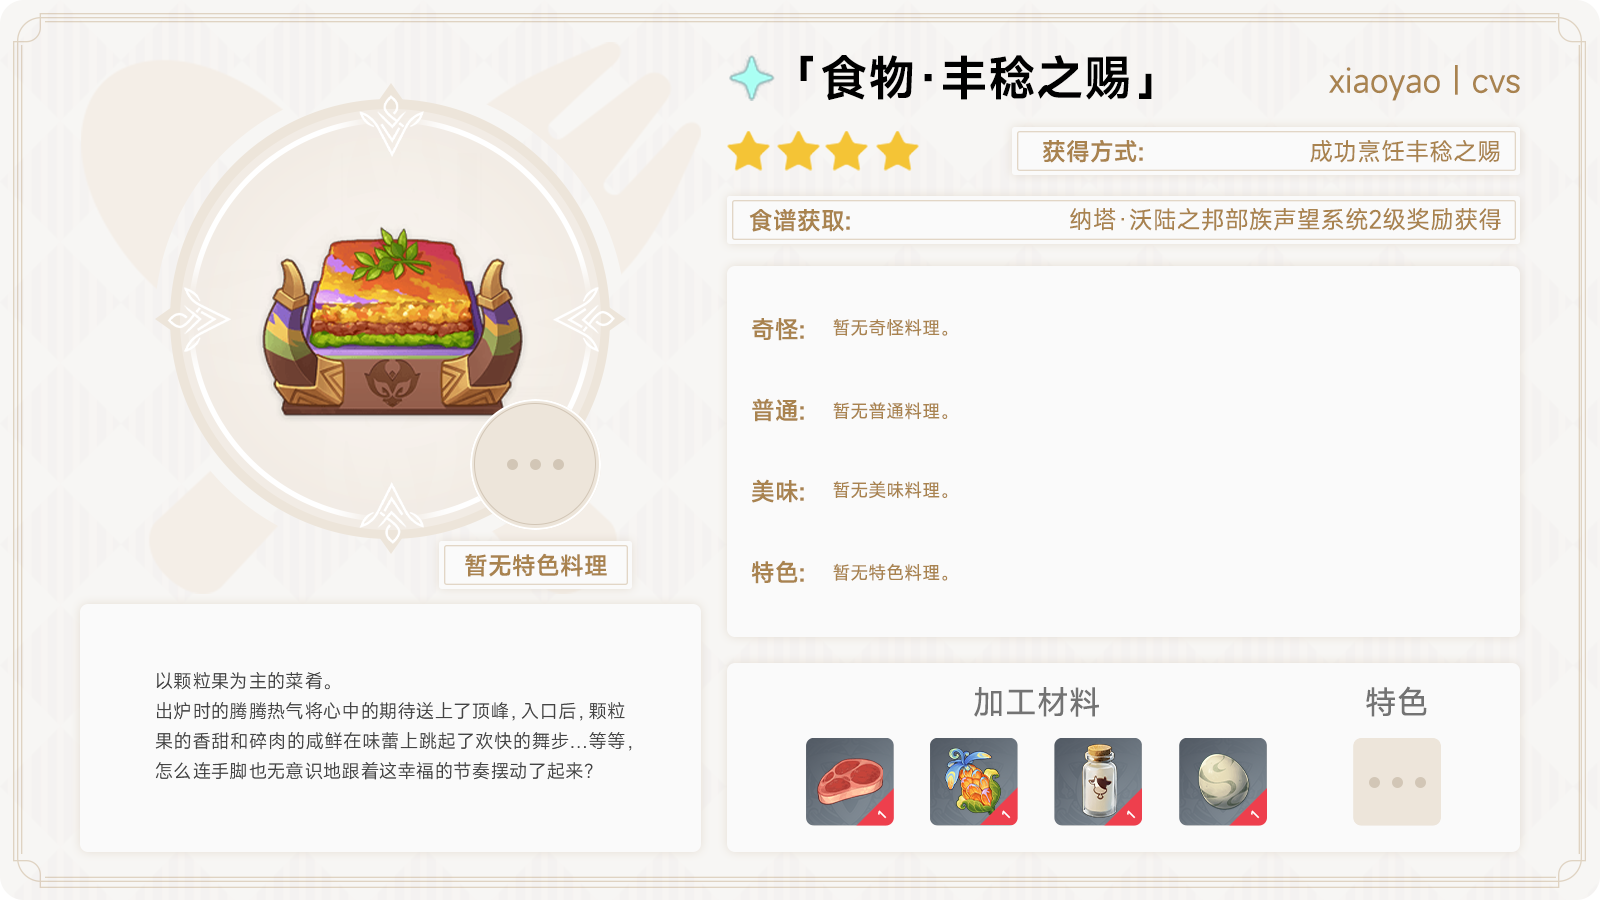 「食物·丰稔之赐」
xiaoyao | cvs
获得方式: 成功烹饪丰稔之赐
食谱获取: 纳塔·沃陆之邦部族声望系统2级奖励获得
奇怪: 暂无奇怪料理。
普通: 暂无普通料理。
美味: 暂无美味料理。
特色: 暂无特色料理。
暂无特色料理
以颗粒果为主的菜肴。
出炉时的腾腾热气将心中的期待送上了顶峰，入口后，颗粒
果的香甜和碎肉的咸鲜在味蕾上跳起了欢快的舞步…等等，
怎么连手脚也无意识地跟着这幸福的节奏摆动了起来?
加工材料
特色
1
1
1
1